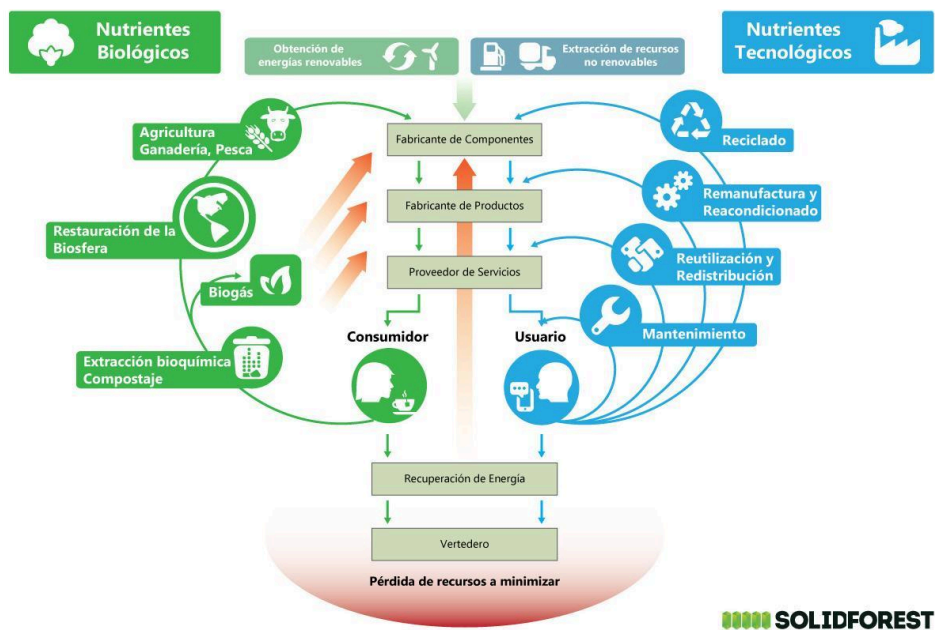 Nutrientes
Biológicos
Obtención de
energías renovables
Extracción de recursos
no renovables
Nutrientes
Tecnológicos
Agricultura
Ganadería, Pesca
Fabricante de Componentes
Reciclado
Fabricante de Productos
Remanufactura y
Reacondicionado
Restauración de la
Biosfera
Proveedor de Servicios
Reutilización y
Redistribución
Biogás
Consumidor
Usuario
Mantenimiento
Extracción bioquímica
Compostaje
Recuperación de Energía
Vertedero
Pérdida de recursos a minimizar
SOLIDFOREST